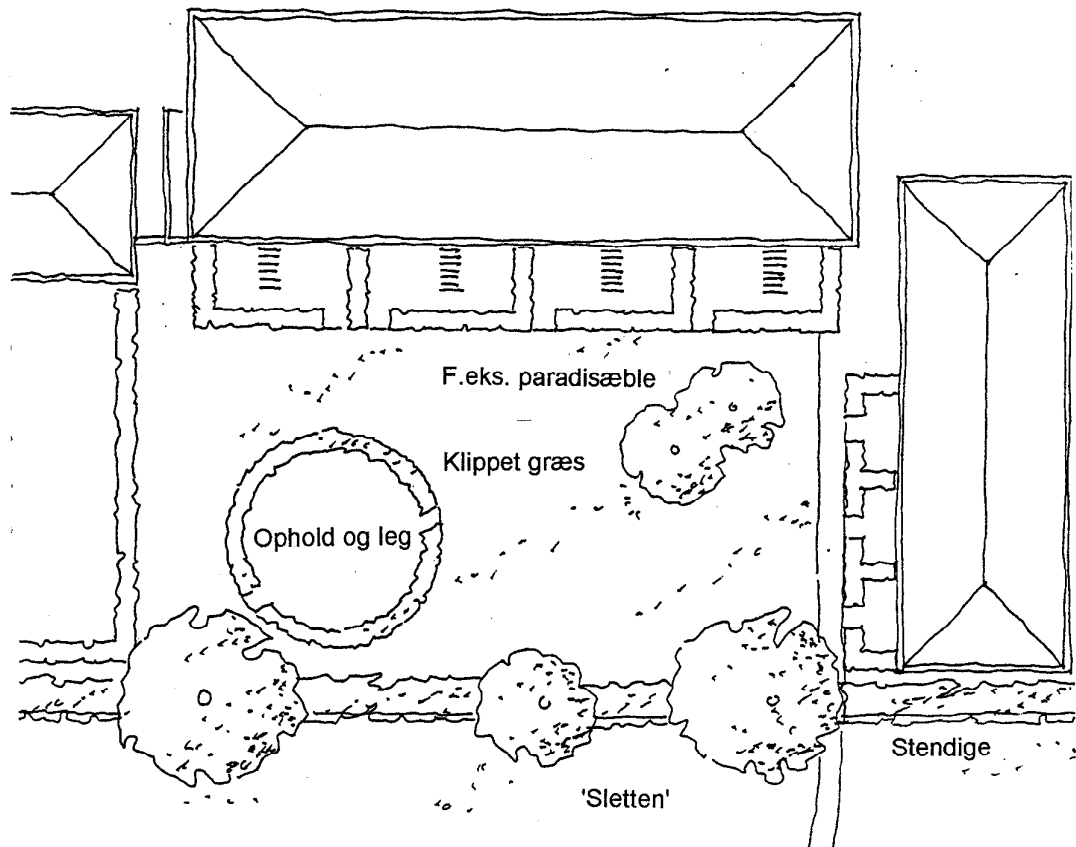 F.eks. paradisæble
Klippet græs
Ophold og leg
Stendige
'Sletten'